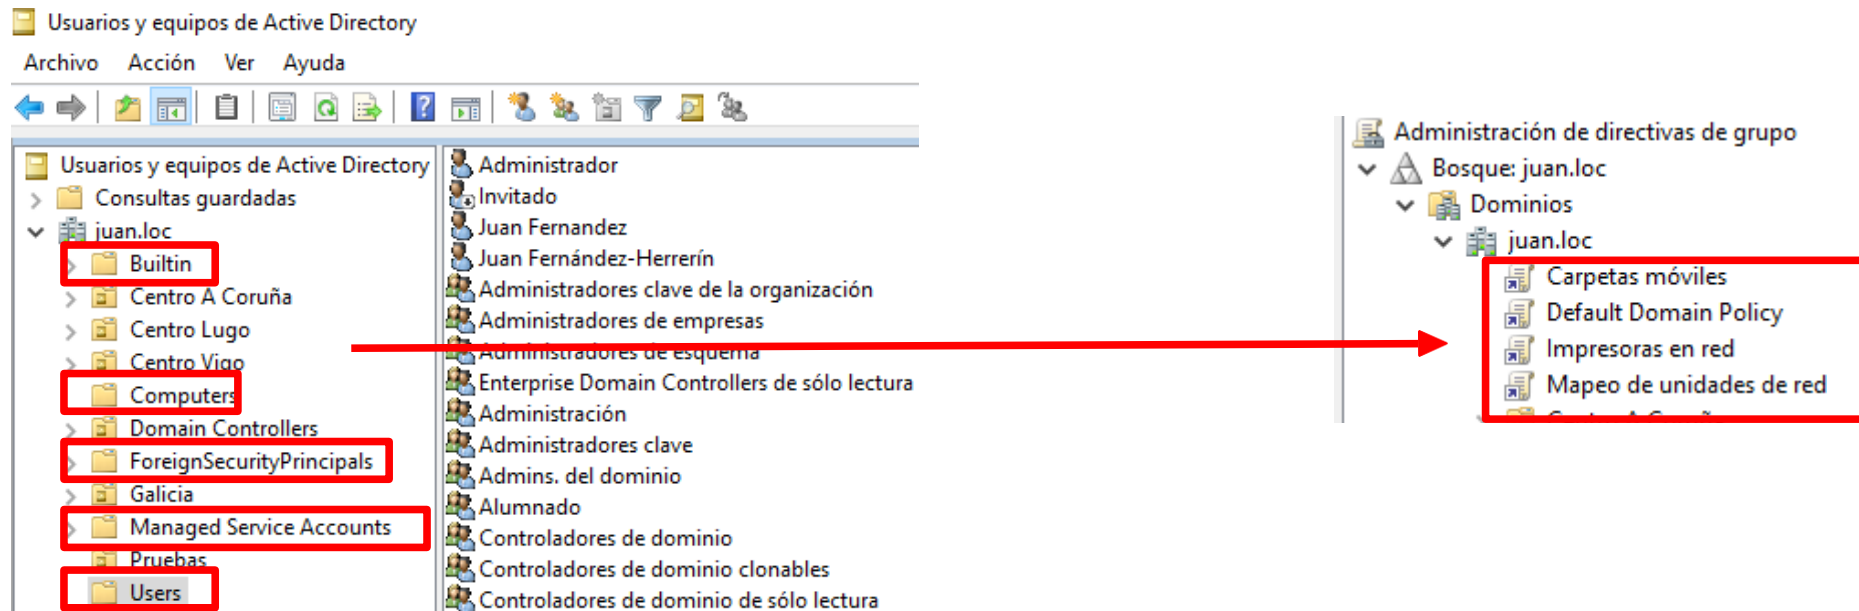 Usuarios y equipos de Active Directory
Archivo Acción Ver Ayuda
Usuarios y equipos de Active Directory
Consultas guardadas
juan.loc
Builtin
Centro A Coruña
Centro Lugo
Centro Vigo
Computers
Domain Controllers
ForeignSecurityPrincipals
Galicia
Managed Service Accounts
Pruebas
Users
Administrador
Invitado
Juan Fernandez
Juan Fernández-Herrerín
Administradores clave de la organización
Administradores de empresas
Administradores de esquema
Enterprise Domain Controllers de sólo lectura
Administración
Administradores clave
Admins. del dominio
Alumnado
Controladores de dominio
Controladores de dominio clonables
Controladores de dominio de sólo lectura
Administración de directivas de grupo
Bosque: juan.loc
Dominios
juan.loc
Carpetas móviles
Default Domain Policy
Impresoras en red
Mapeo de unidades de red
Centro A Coruña